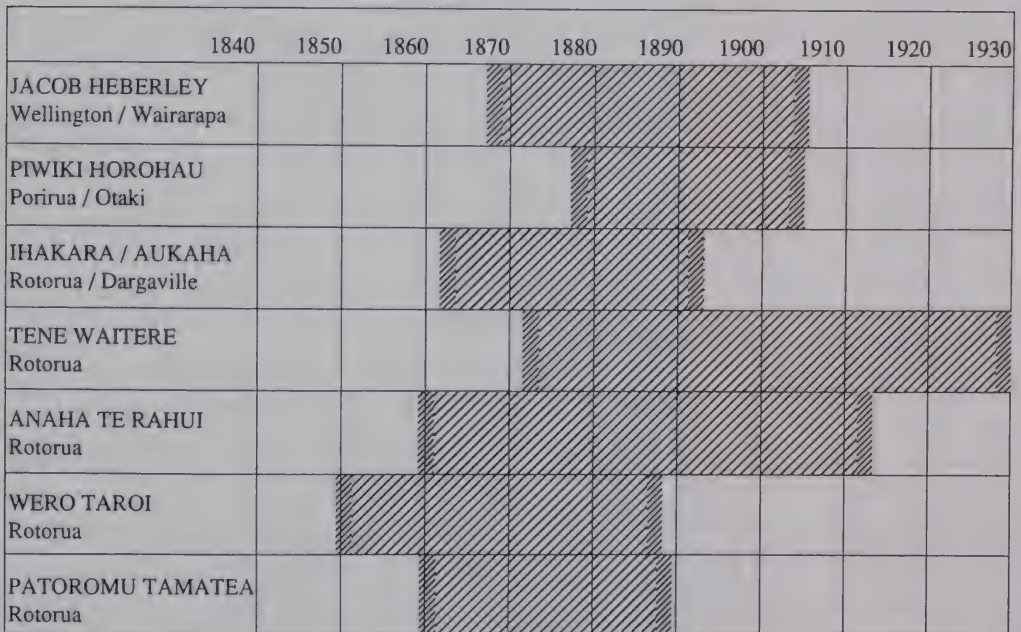 1840 1850 1860 1870 1880 1890 1900 1910 1920 1930
JACOB HEBERLEY
Wellington / Wairarapa
PIWIKI HOROHAU
Porirua / Otaki
IHAKARA / AUKAHA
Rotorua / Dargaville
TENE WAITERE
Rotorua
ANAHA TE RAHUI
Rotorua
WERO TAROI
Rotorua
PATOROMU TAMATEA
Rotorua